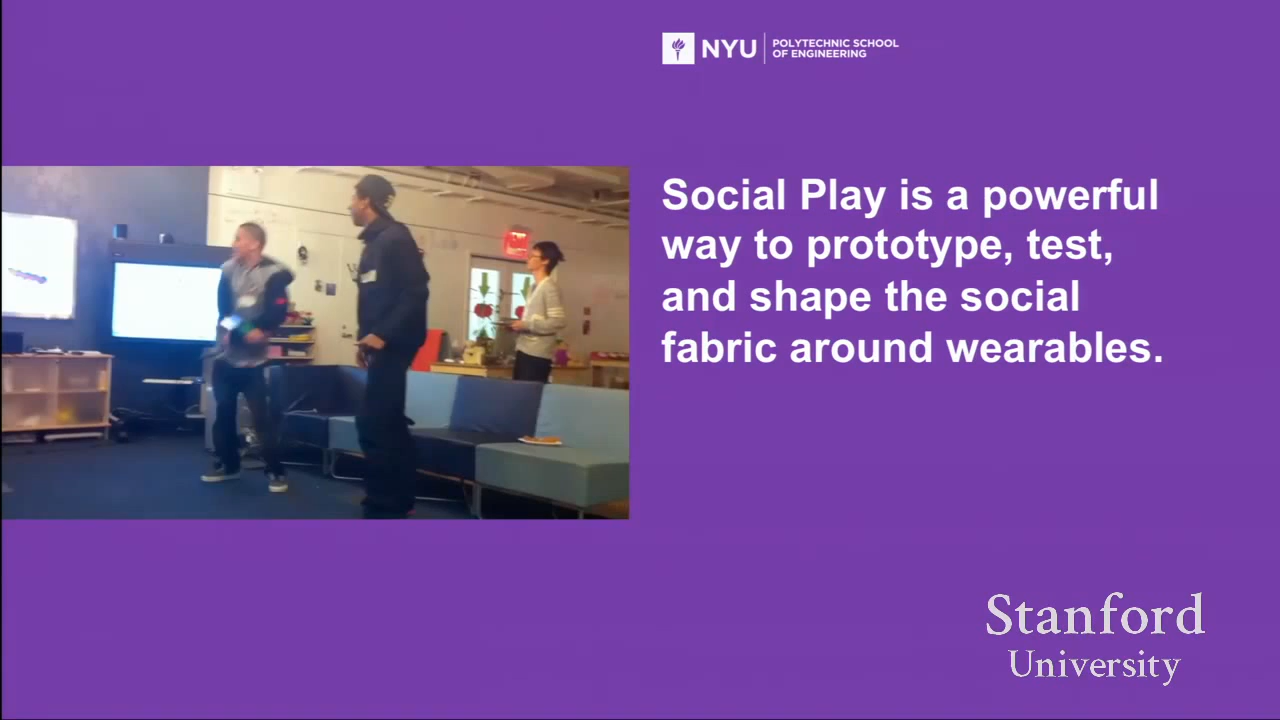 NYU
POLYTECHNIC SCHOOL
OF ENGINEERING
Social Play is a powerful
way to prototype, test,
and shape the social
fabric around wearables.
Stanford
University